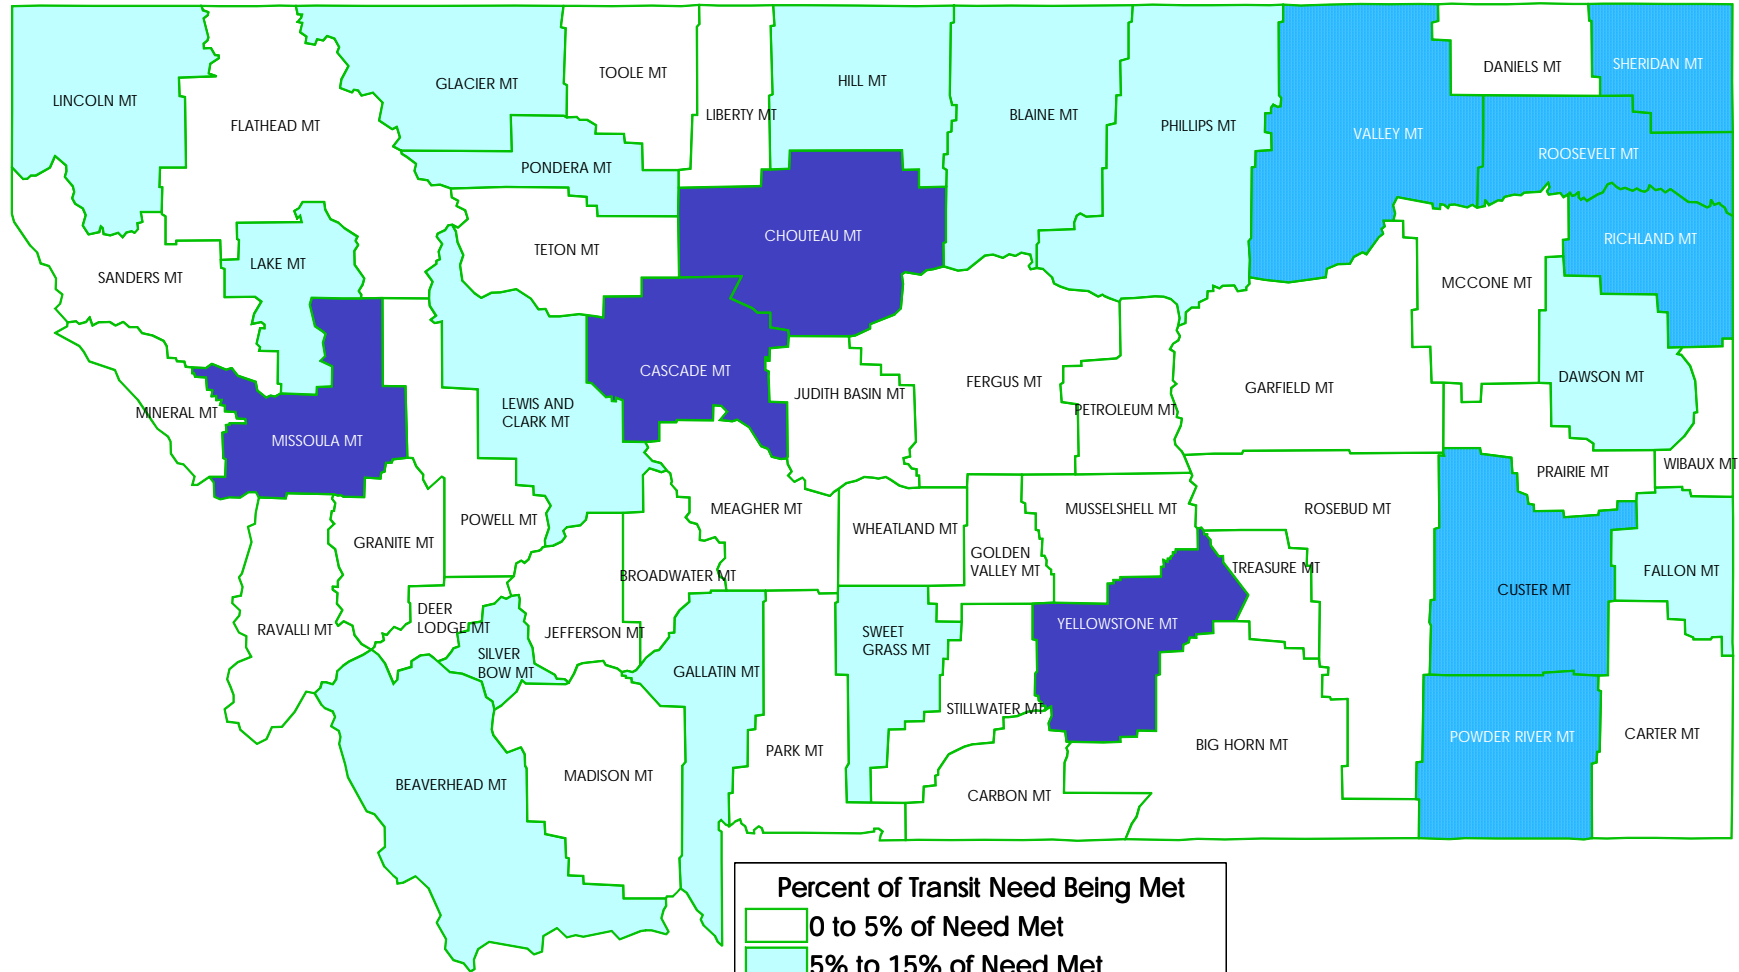 LINCOLN MT
FLATHEAD MT
GLACIER MT
TOOLE MT
LIBERTY MT
HILL MT
BLAINE MT
PHILLIPS MT
VALLEY MT
DANIELS MT
SHERIDAN MT
ROOSEVELT MT
PONDERA MT
CHOUTEAU MT
TETON MT
RICHLAND MT
SANDERS MT
LAKE MT
MCCONE MT
CASCADE MT
JUDITH BASIN MT
FERGUS MT
PETROLEUM MT
GARFIELD MT
DAWSON MT
MINERAL MT
MISSOULA MT
LEWIS AND
CLARK MT
PRAIRIE MT
WIBAUX MT
POWELL MT
MEAGHER MT
WHEATLAND MT
MUSSELSHELL MT
ROSEBUD MT
GRANITE MT
GOLDEN
VALLEY MT
TREASURE MT
BROADWATER MT
CUSTER MT
FALLON MT
RAVALLI MT
DEER
LODGE MT
JEFFERSON MT
SILVER
BOW MT
GALLATIN MT
SWEET
GRASS MT
YELLOWSTONE MT
STILLWATER MT
PARK MT
BIG HORN MT
POWDER RIVER MT
CARTER MT
BEAVERHEAD MT
MADISON MT
CARBON MT
Percent of Transit Need Being Met
0 to 5% of Need Met
5% to 15% of Need Met